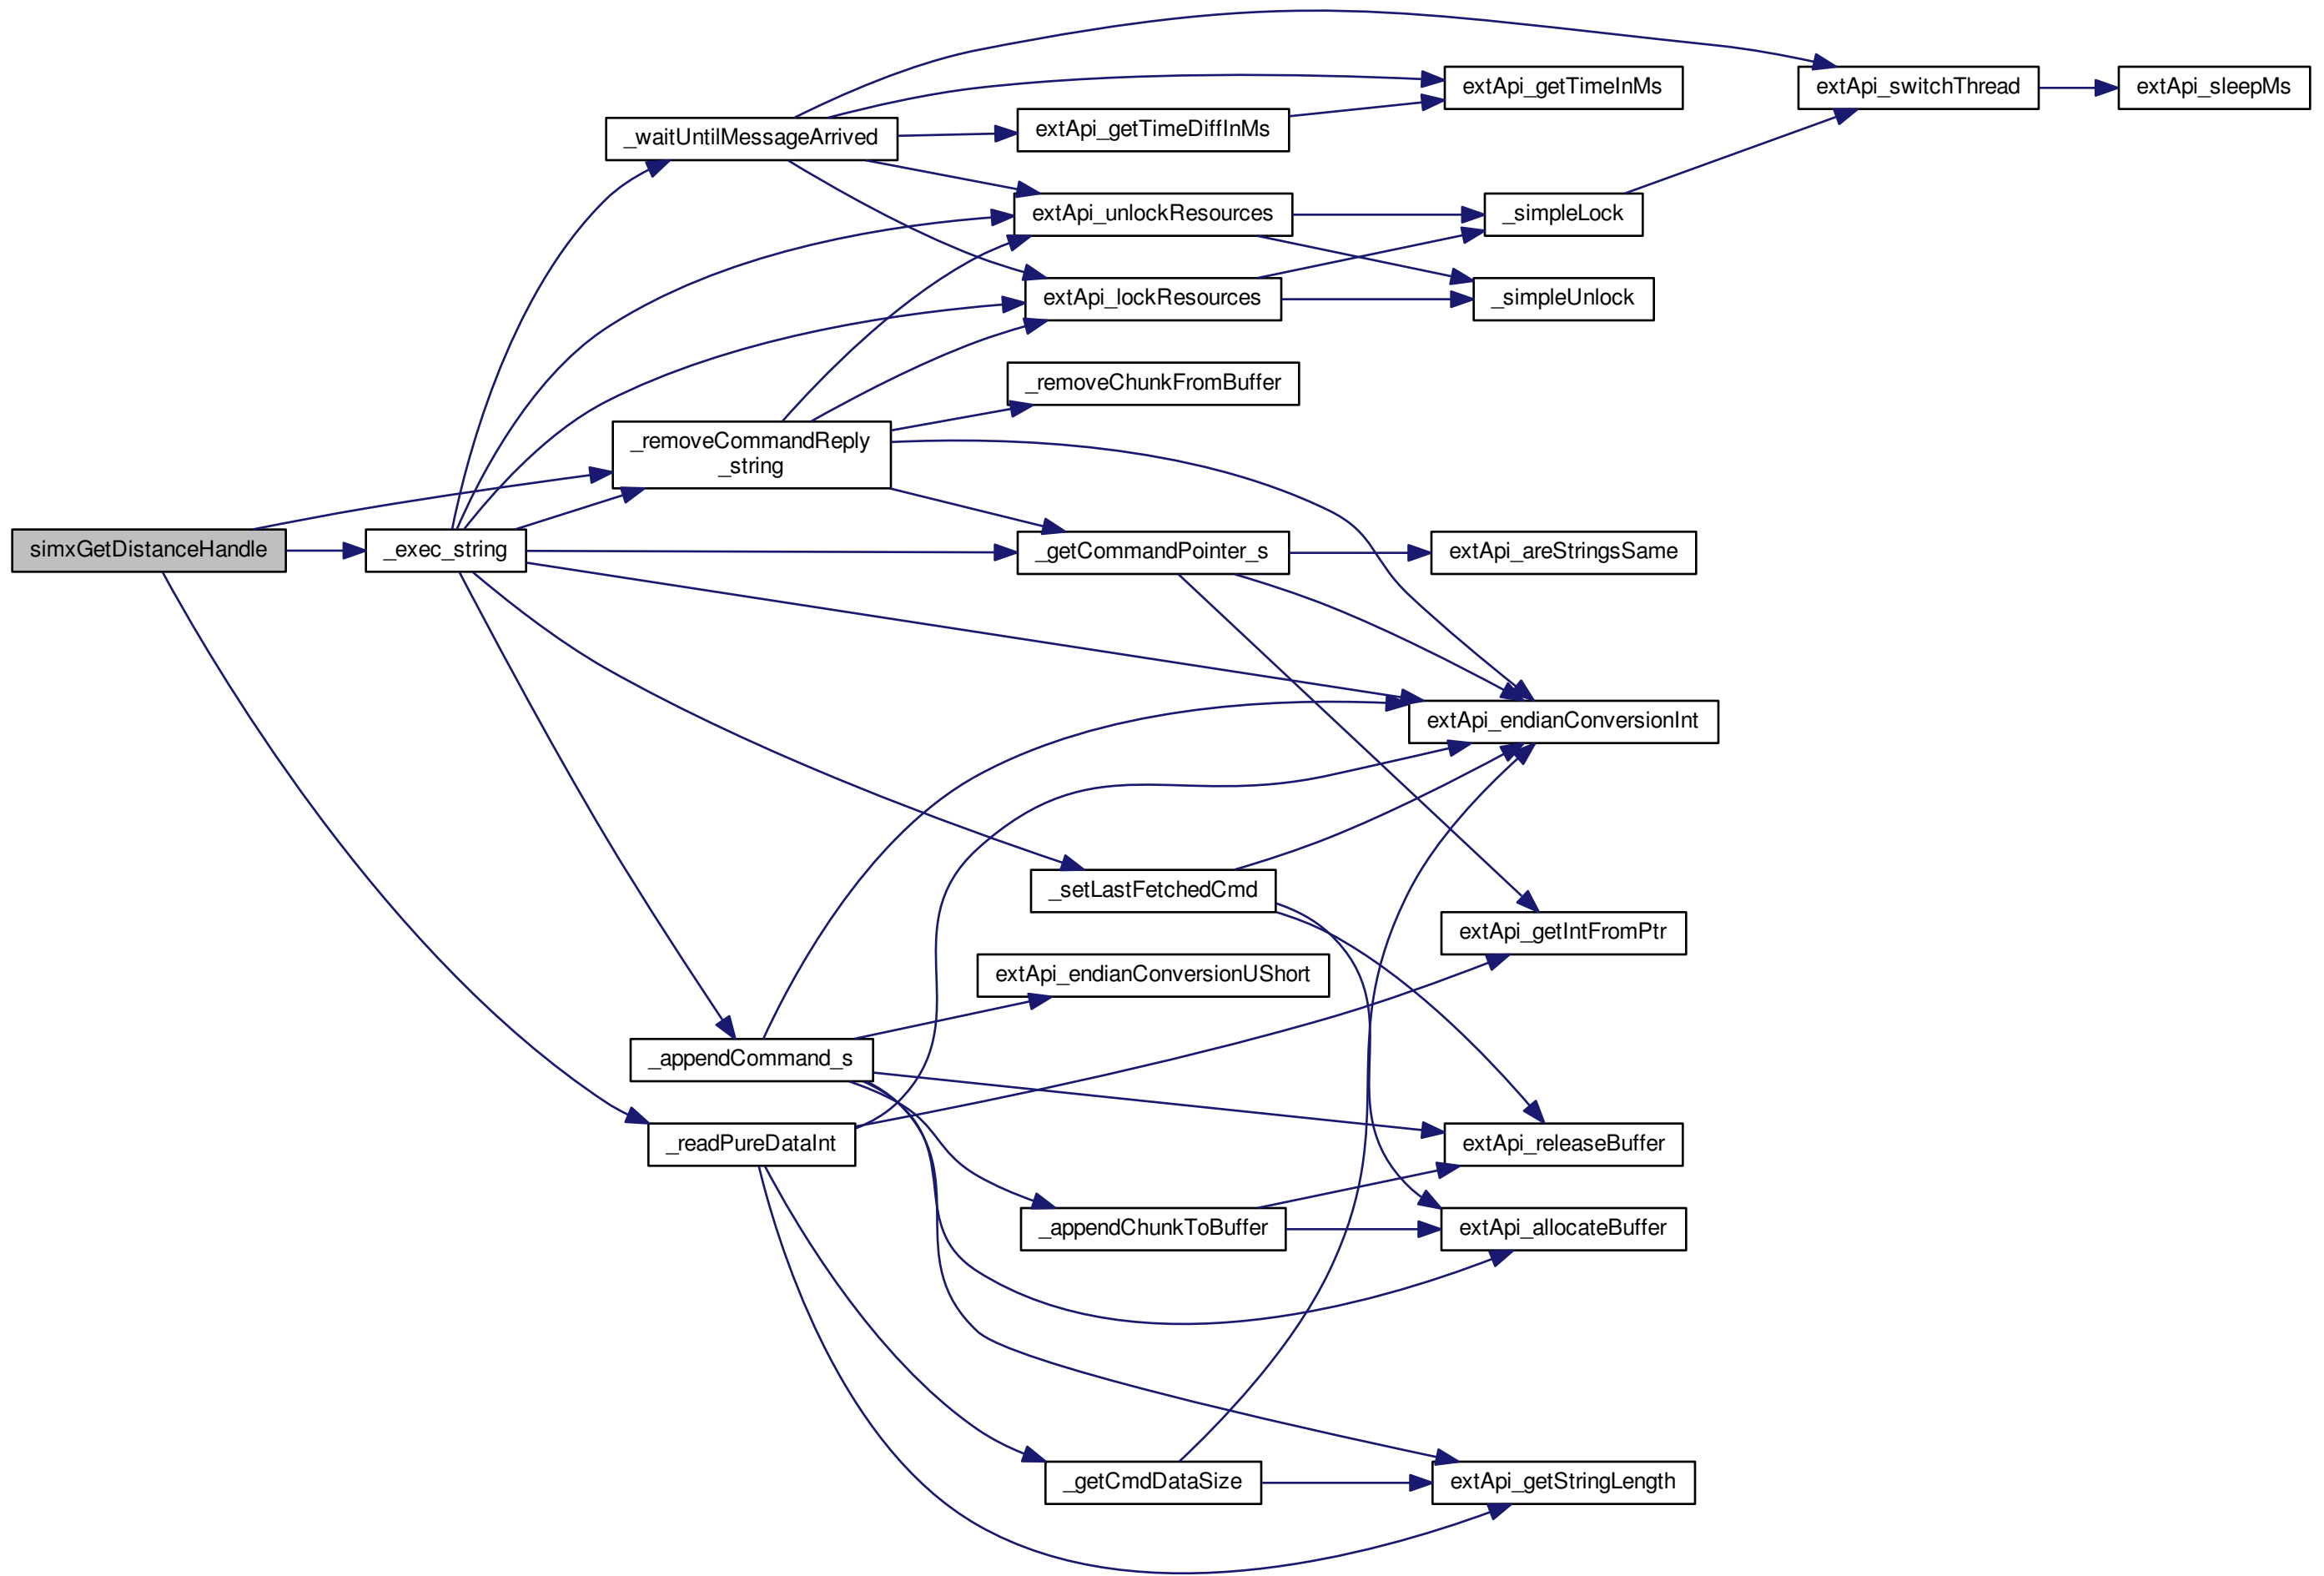 extApi_getTimeInMs
extApi_switchThread
extApi_sleepMs
_waitUntilMessageArrived
extApi_getTimeDiffInMs
extApi_unlockResources
_simpleLock
extApi_lockResources
_simpleUnlock
_removeChunkFromBuffer
_removeCommandReply
_string
simxGetDistanceHandle
_exec_string
_getCommandPointer_s
extApi_areStringsSame
extApi_endianConversionInt
_setLastFetchedCmd
extApi_getIntFromPtr
extApi_endianConversionUShort
_appendCommand_s
_readPureDataInt
extApi_releaseBuffer
_appendChunkToBuffer
extApi_allocateBuffer
_getCmdDataSize
extApi_getStringLength